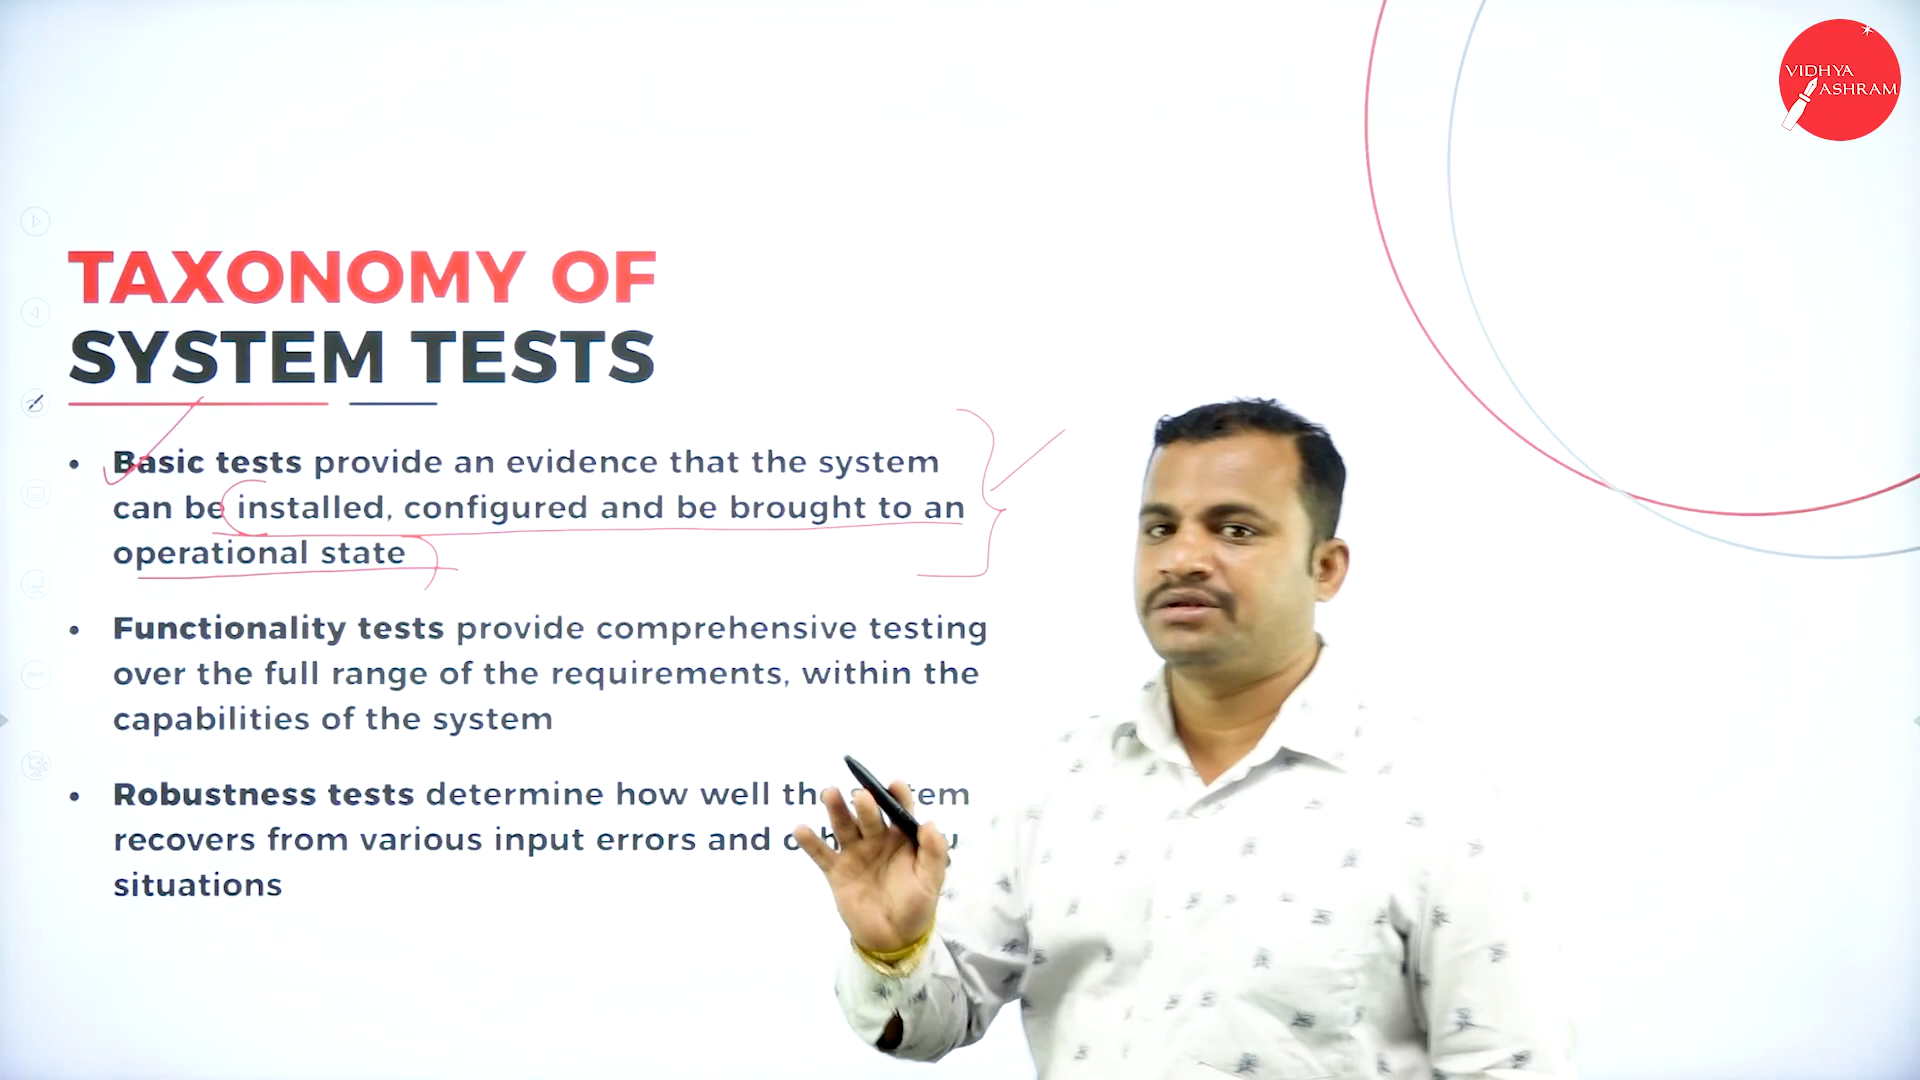 VIDHYA
ASHRAM
TAXONOMY OF
SYSTEM TESTS
• Basic tests provide an evidence that the system
can be installed, configured and be brought to an
operational state
• Functionality tests provide comprehensive testing
over the full range of the requirements, within the
capabilities of the system
• Robustness tests determine how well
recovers from various input errors and
situations